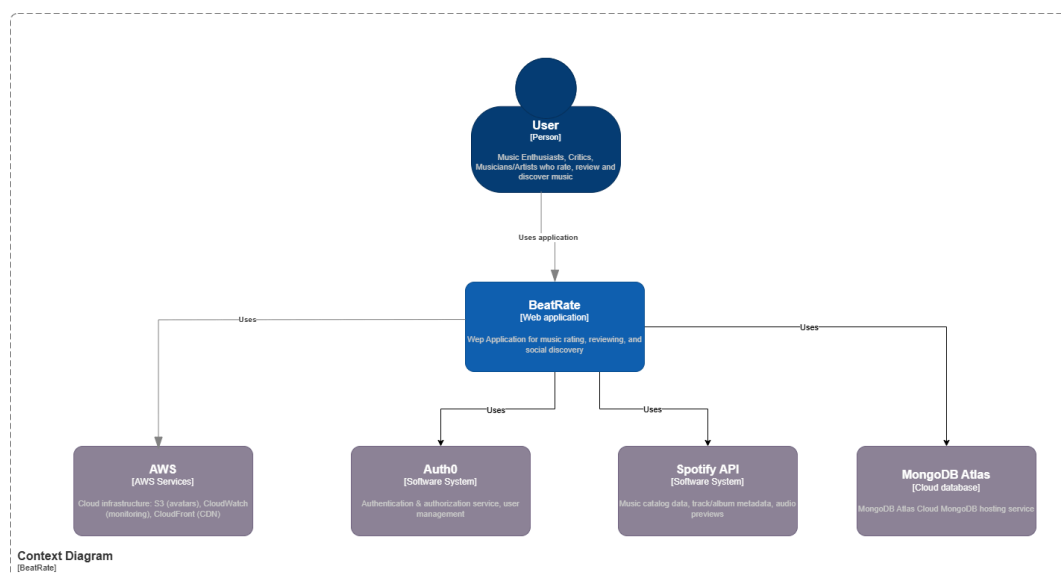 User
[Person]
Music Enthusiasts, Critics,
Musicians/Artists who rate, review and
discover music
Uses application
BeatRate
[Web application]
Wep Application for music rating, reviewing, and
social discovery
Uses
Uses
Uses
Uses
AWS
[AWS Services]
Cloud infrastructure: S3 (avatars), CloudWatch
(monitoring), CloudFront (CDN)
Auth0
[Software System]
Authentication & authorization service, user
management
Spotify API
[Software System]
Music catalog data, track/album metadata, audio
previews
MongoDB Atlas
[Cloud database]
MongoDB Atlas Cloud MongoDB hosting service
Context Diagram
[BeatRate]